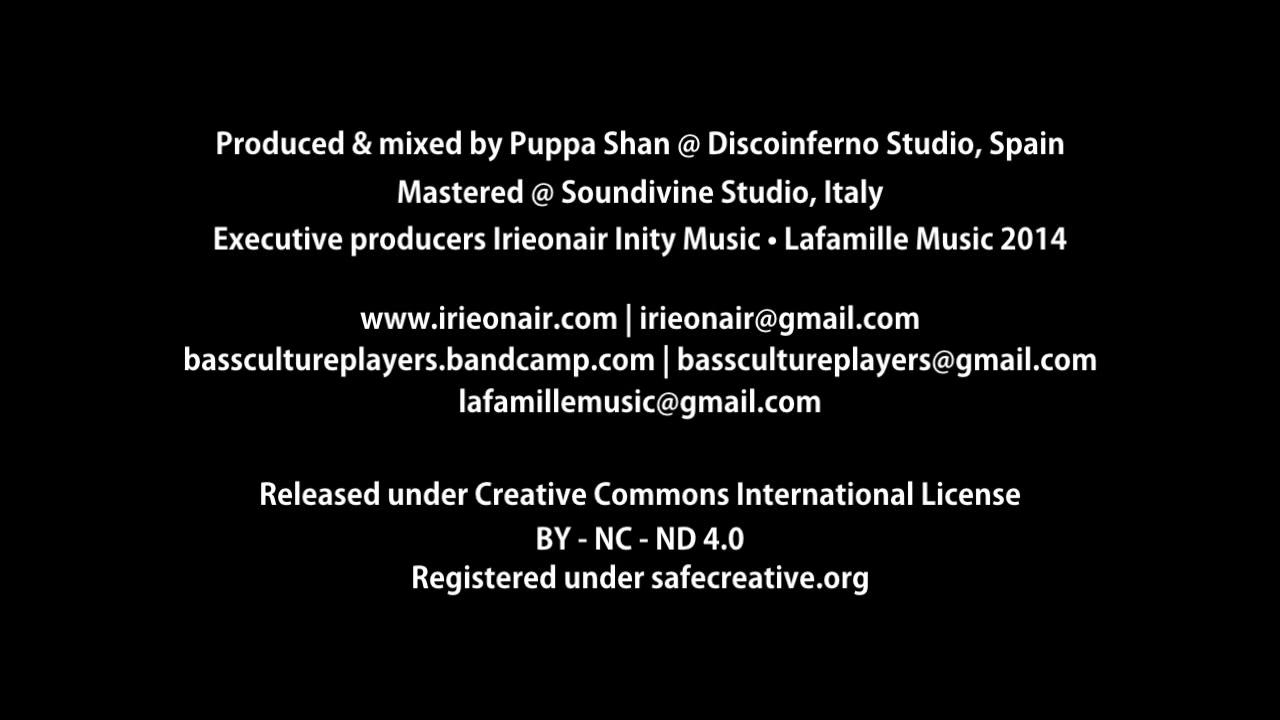 Produced & mixed by Puppa Shan @ Discoinferno Studio, Spain
Mastered @ Soundivine Studio, Italy
Executive producers Irieonair Inity Music • Lafamille Music 2014
www.irieonair.com | irieonair@gmail.com
basscultureplayers.bandcamp.com | basscultureplayers@gmail.com
lafamillemusic@gmail.com
Released under Creative Commons International License
BY - NC - ND 4.0
Registered under safecreative.org